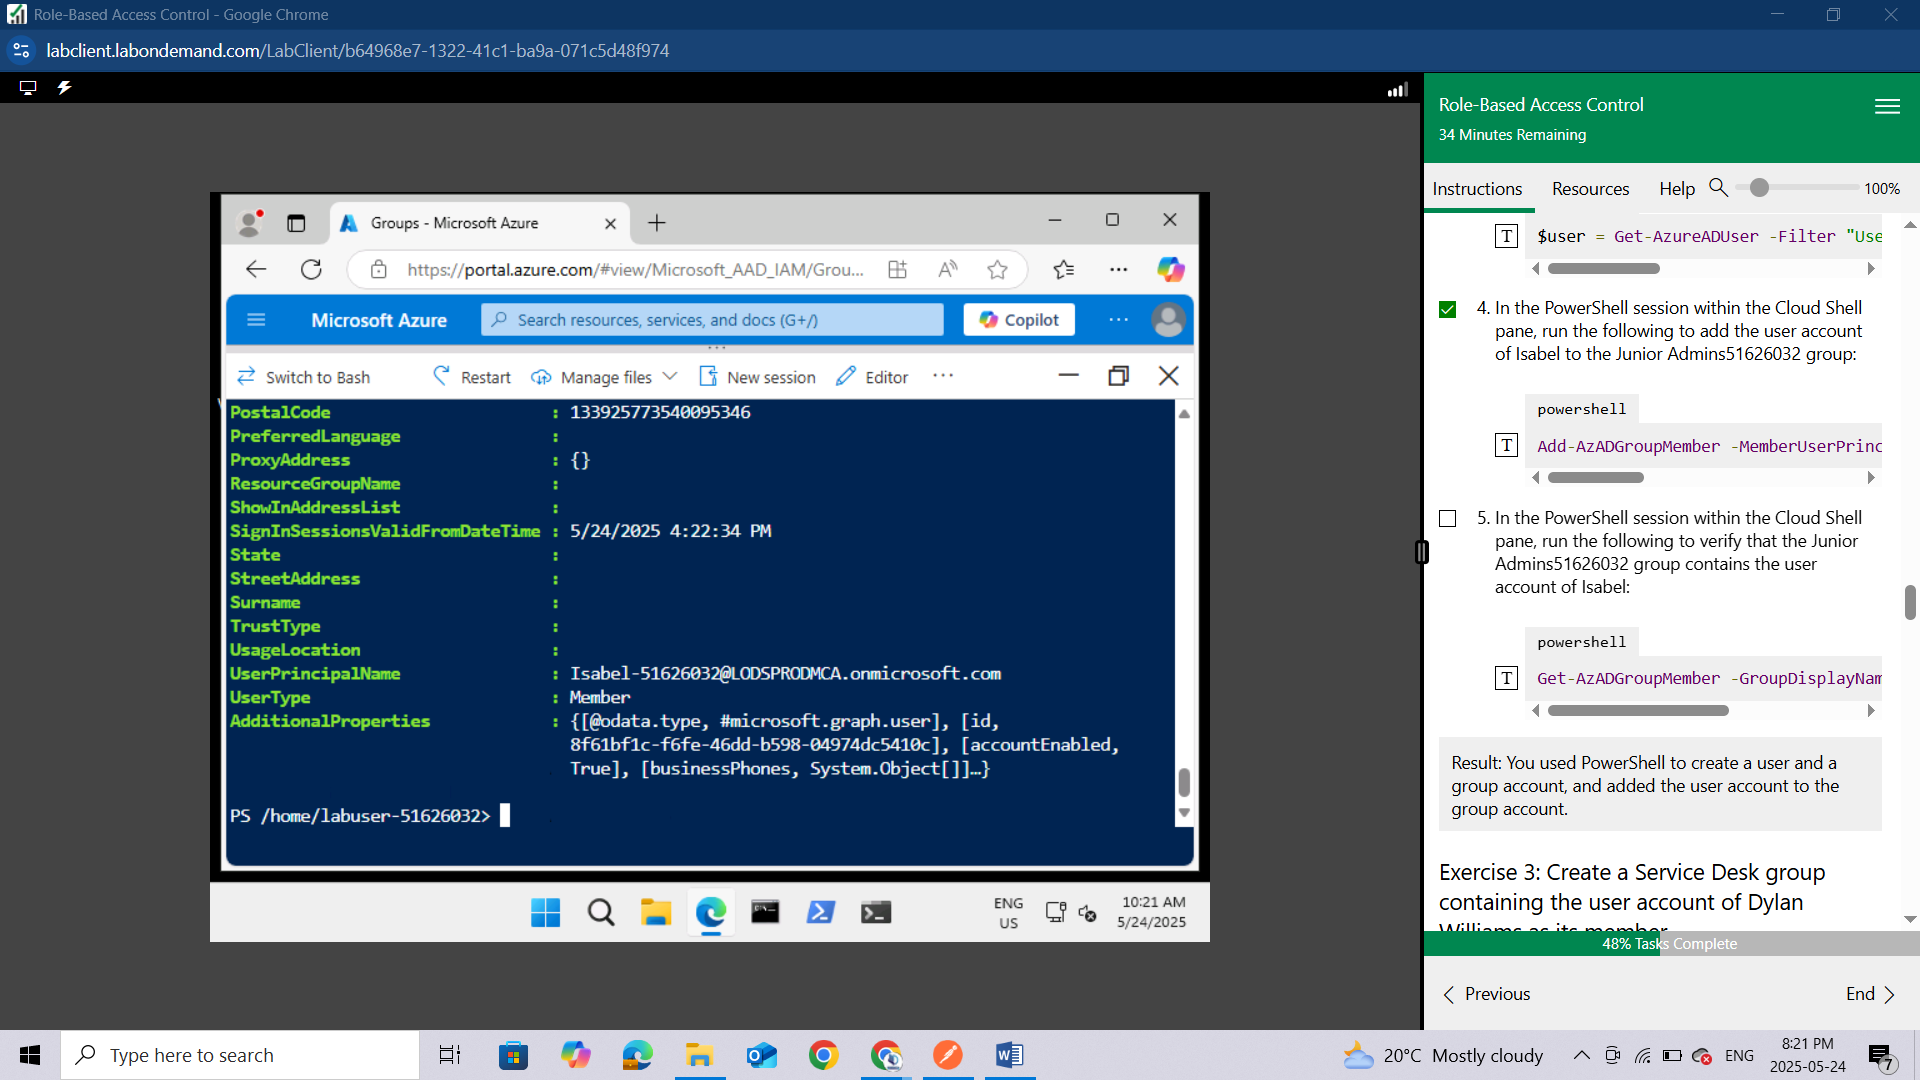 Role-Based Access Control - Google Chrome
labclient.labondemand.com/LabClient/b64968e7-1322-41c1-ba9a-071c5d48f974
Groups - Microsoft Azure
https://portal.azure.com/#view/Microsoft_AAD_IAM/Grou...
Microsoft Azure
Search resources, services, and docs (G+/)
Copilot
Switch to Bash
Restart
Manage files
New session
Editor
PostalCode : 133925773540095346
PreferredLanguage :
ProxyAddress : {}
ResourceGroupName :
ShowInAddressList :
SignInSessionsValidFromDateTime : 5/24/2025 4:22:34 PM
State :
StreetAddress :
Surname :
TrustType :
UsageLocation :
UserPrincipalName : Isabel-51626032@LODSPRODMCA.onmicrosoft.com
UserType : Member
AdditionalProperties : {[@odata.type, #microsoft.graph.user], [id,
8f61bf1c-f6fe-46dd-b598-04974dc5410c], [accountEnabled,
True], [businessPhones, System.Object[]]…}
PS /home/labuser-51626032>
ENG
US
10:21 AM
5/24/2025
Role-Based Access Control
34 Minutes Remaining
Instructions
Resources
Help
100%
T
$user = Get-AzureADUser -Filter "Use
4. In the PowerShell session within the Cloud Shell
pane, run the following to add the user account
of Isabel to the Junior Admins51626032 group:
powershell
T
Add-AzADGroupMember -MemberUserPrinc
5. In the PowerShell session within the Cloud Shell
pane, run the following to verify that the Junior
Admins51626032 group contains the user
account of Isabel:
powershell
T
Get-AzADGroupMember -GroupDisplayNam
Result: You used PowerShell to create a user and a
group account, and added the user account to the
group account.
Exercise 3: Create a Service Desk group
containing the user account of Dylan
Williams as its member
48% Tasks Complete
Previous
End
Type here to search
20°C Mostly cloudy
ENG
8:21 PM
2025-05-24
7